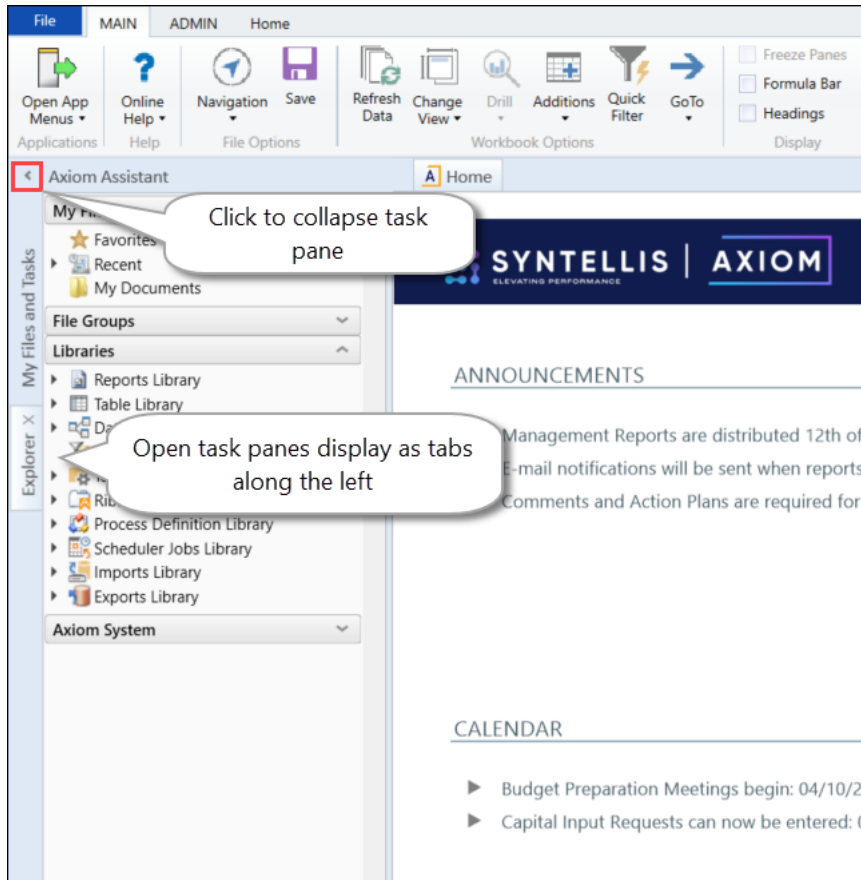 File MAIN ADMIN Home
Open App Menus
Online Help
Navigation
Save
Refresh Data
Change View
Drill
Additions
Quick Filter
GoTo
Freeze Panes
Formula Bar
Headings
Applications Help File Options Workbook Options Display
Axiom Assistant
A Home
Click to collapse task
pane
My
Favorites
Recent
My Documents
File Groups
Libraries
Reports Library
Table Library
Open task panes display as tabs
along the left
Process Definition Library
Scheduler Jobs Library
Imports Library
Exports Library
Axiom System
My Files and Tasks
Explorer X
SYNTELLIS | AXIOM
ELEVATING PERFORMANCE
ANNOUNCEMENTS
Management Reports are distributed 12th of
E-mail notifications will be sent when reports
Comments and Action Plans are required for
CALENDAR
Budget Preparation Meetings begin: 04/10/2
Capital Input Requests can now be entered: